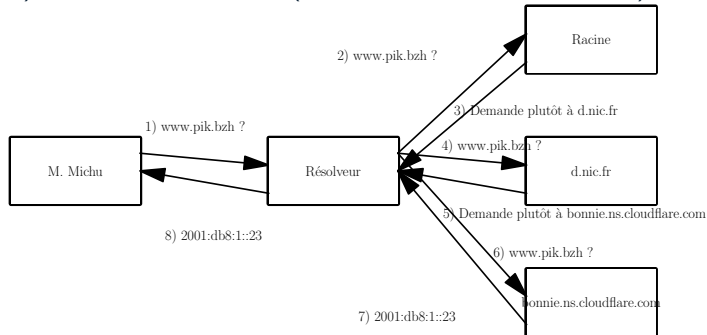 Racine
2) www.pik.bzh ?
3) Demande plutôt à d.nic.fr
1) www.pik.bzh ?
4) www.pik.bzh ?
M. Michu
Résolveur
d.nic.fr
5) Demande plutôt à bonnie.ns.cloudflare.com
8) 2001:db8:1::23
6) www.pik.bzh ?
bonnie.ns.cloudflare.com
7) 2001:db8:1::23